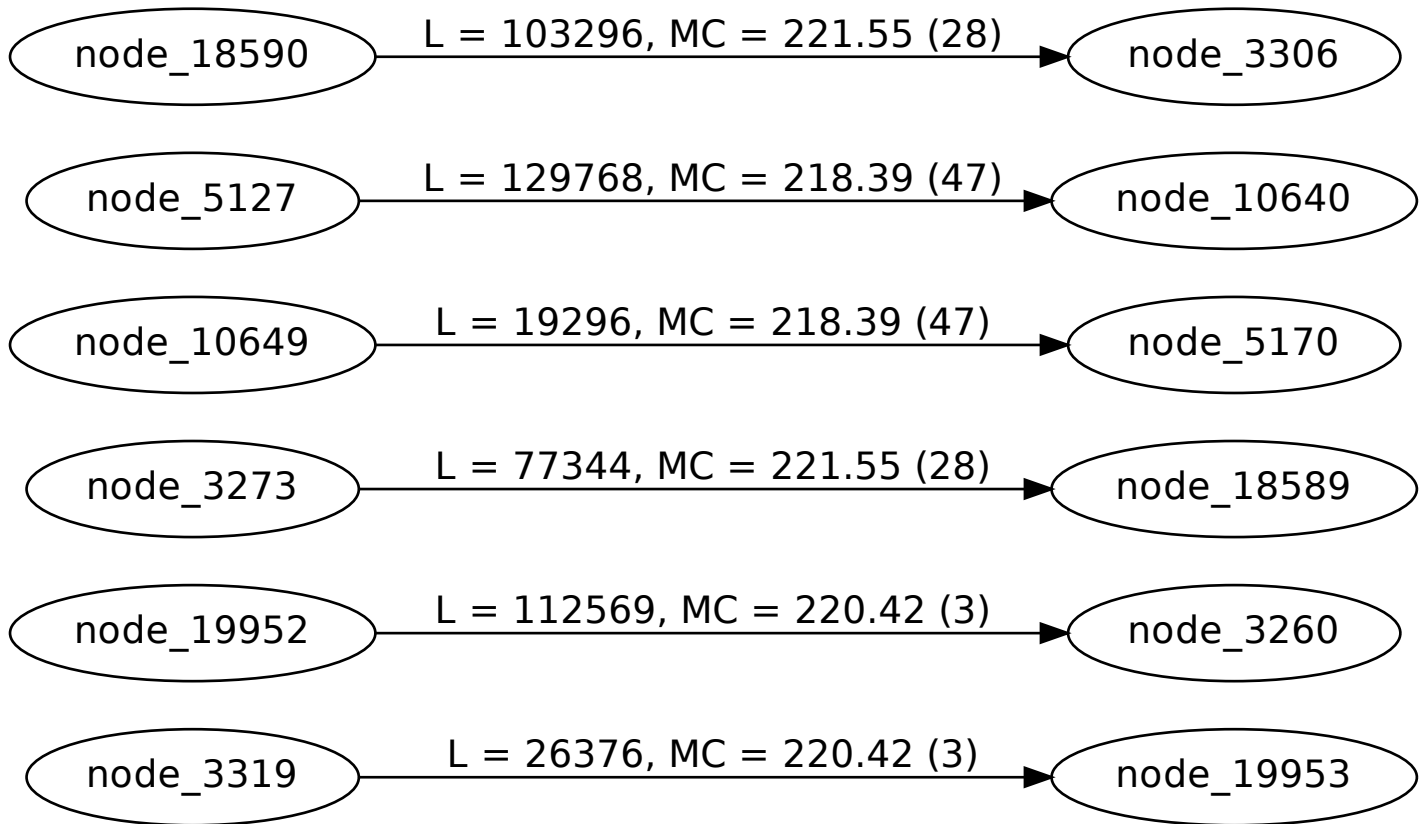 node_18590 L = 103296, MC = 221.55 (28) node_3306
node_5127 L = 129768, MC = 218.39 (47) node_10640
node_10649 L = 19296, MC = 218.39 (47) node_5170
node_3273 L = 77344, MC = 221.55 (28) node_18589
node_19952 L = 112569, MC = 220.42 (3) node_3260
node_3319 L = 26376, MC = 220.42 (3) node_19953